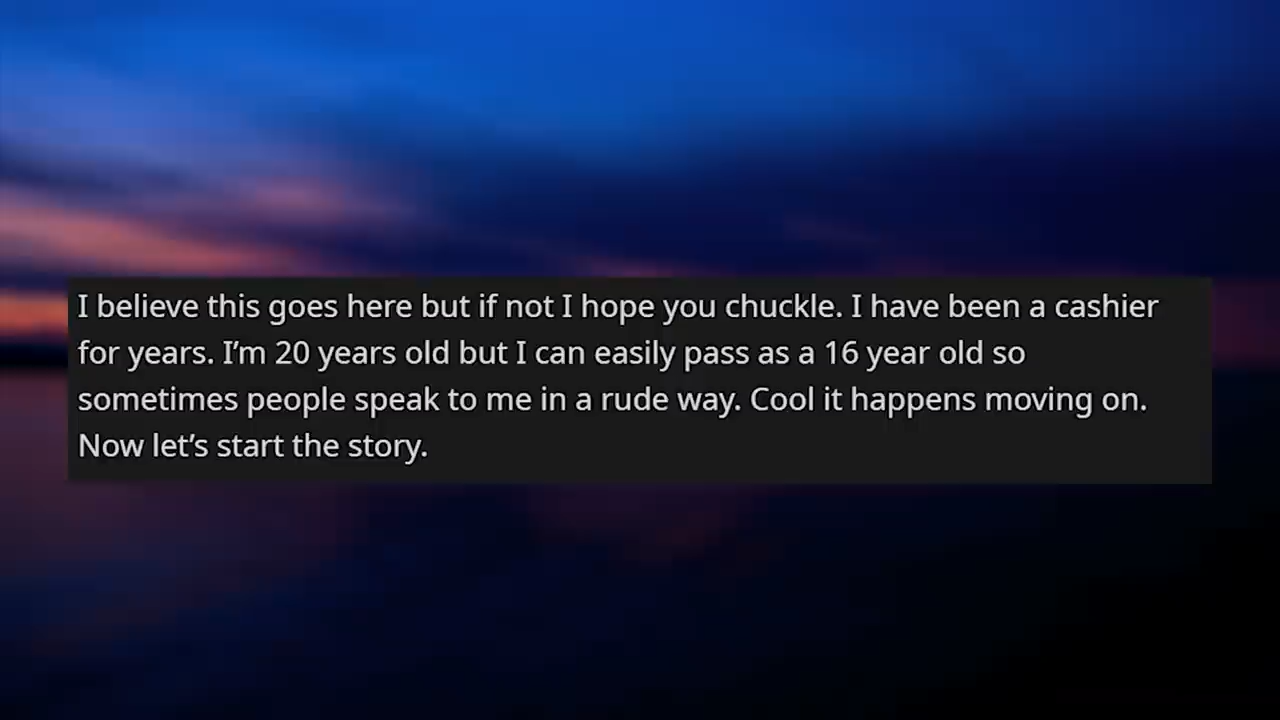 I believe this goes here but if not I hope you chuckle. I have been a cashier
for years. I’m 20 years old but I can easily pass as a 16 year old so
sometimes people speak to me in a rude way. Cool it happens moving on.
Now let’s start the story.